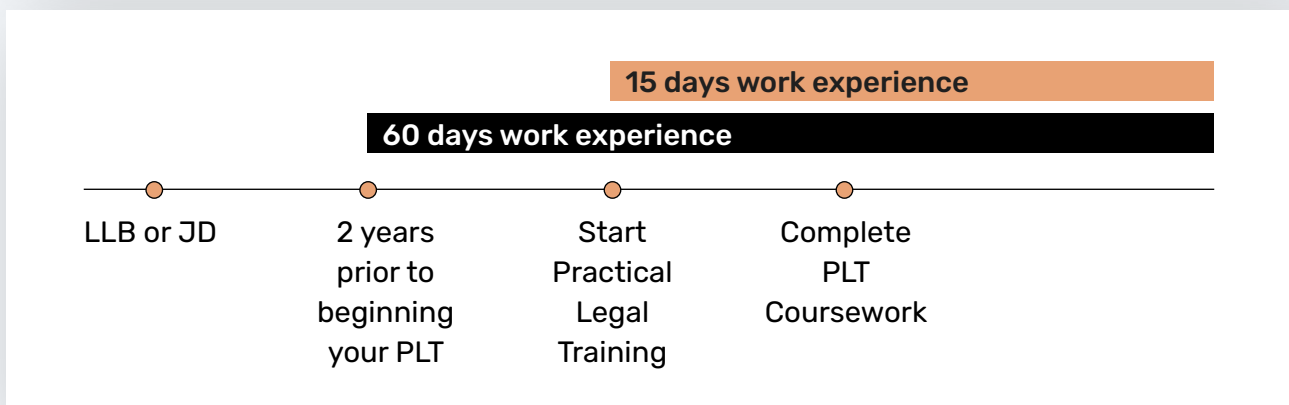 15 days work experience
60 days work experience
LLB or JD
2 years
prior to
beginning
your PLT
Start
Practical
Legal
Training
Complete
PLT
Coursework